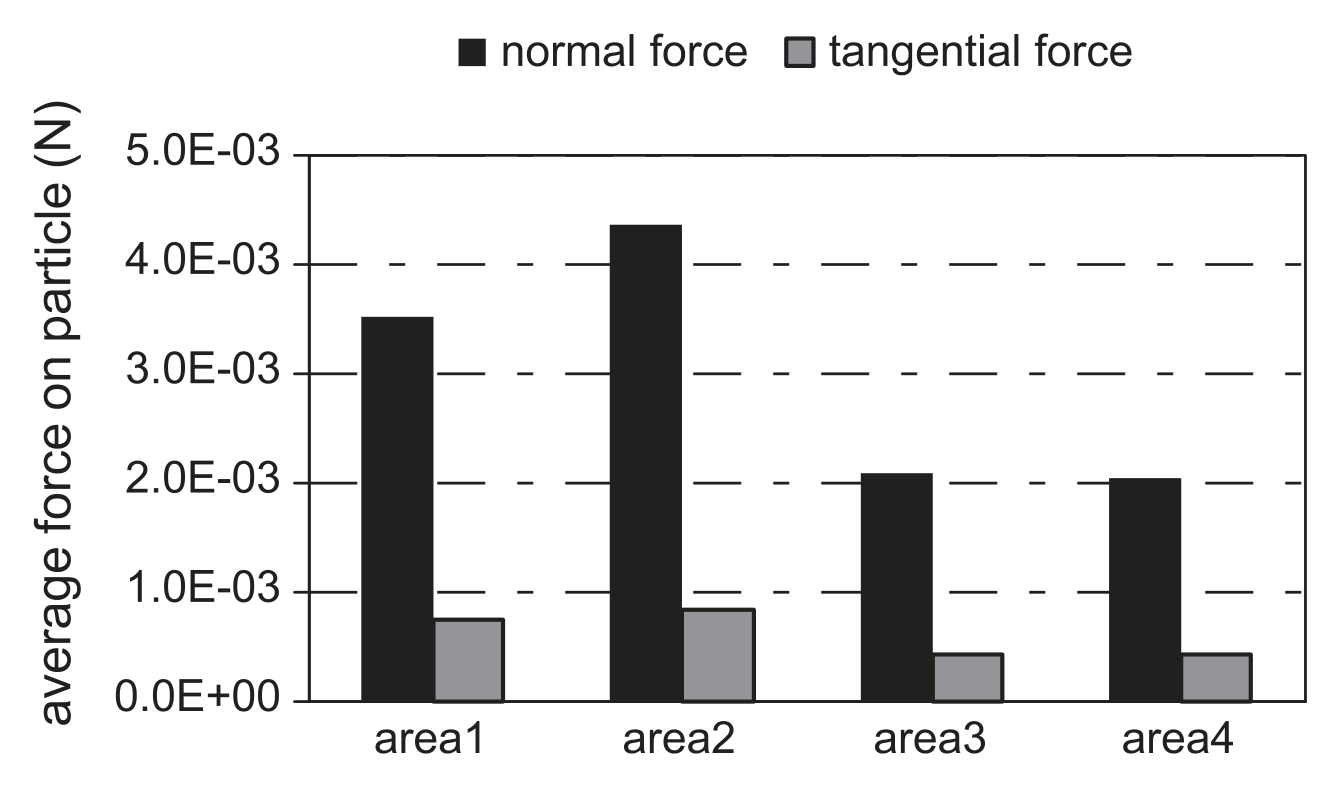 normal force tangential force
average force on particle (N)
5.0E-03
4.0E-03
3.0E-03
2.0E-03
1.0E-03
0.0E+00
area1 area2 area3 area4